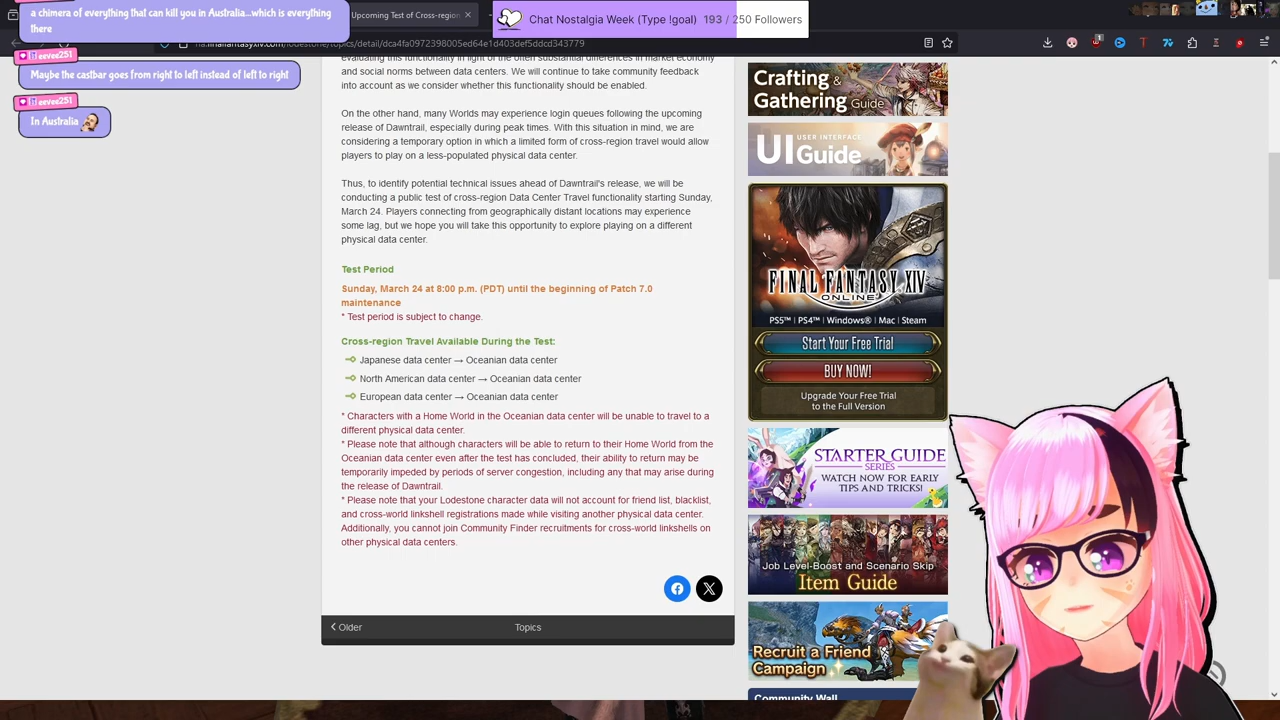 a chimera of everything that can kill you in Australia...which is everything
there
eevee251
Maybe the castbar goes from right to left instead of left to right
eevee251
In Australia
Upcoming Test of Cross-region
Chat Nostalgia Week (Type !goal) 193 / 250 Followers
na.finalfantasyxiv.com/lodestone/topics/detail/dca4fa0972398005ed64e1d403def5ddcd343779
evaluating this functionality in light of the often substantial differences in market economy
and social norms between data centers. We will continue to take community feedback
into account as we consider whether this functionality should be enabled.
On the other hand, many Worlds may experience login queues following the upcoming
release of Dawntrail, especially during peak times. With this situation in mind, we are
considering a temporary option in which a limited form of cross-region travel would allow
players to play on a less-populated physical data center.
Thus, to identify potential technical issues ahead of Dawntrail's release, we will be
conducting a public test of cross-region Data Center Travel functionality starting Sunday,
March 24. Players connecting from geographically distant locations may experience
some lag, but we hope you will take this opportunity to explore playing on a different
physical data center.
Test Period
Sunday, March 24 at 8:00 p.m. (PDT) until the beginning of Patch 7.0
maintenance
* Test period is subject to change.
Cross-region Travel Available During the Test:
Japanese data center → Oceanian data center
North American data center → Oceanian data center
European data center → Oceanian data center
* Characters with a Home World in the Oceanian data center will be unable to travel to a
different physical data center.
* Please note that although characters will be able to return to their Home World from the
Oceanian data center even after the test has concluded, their ability to return may be
temporarily impeded by periods of server congestion, including any that may arise during
the release of Dawntrail.
* Please note that your Lodestone character data will not account for friend list, blacklist,
and cross-world linkshell registrations made while visiting another physical data center.
Additionally, you cannot join Community Finder recruitments for cross-world linkshells on
other physical data centers.
Older
Topics
Crafting &
Gathering Guide
UI USER INTERFACE
Guide
FINAL FANTASY XIV
ONLINE
PS5™ | PS4™ | Windows® | Mac | Steam
Start Your Free Trial
BUY NOW!
Upgrade Your Free Trial
to the Full Version
STARTER GUIDE
SERIES
WATCH NOW FOR EARLY
TIPS AND TRICKS!
Job Level-Boost and Scenario Skip
Item Guide
Recruit a Friend
Campaign
Community Wall